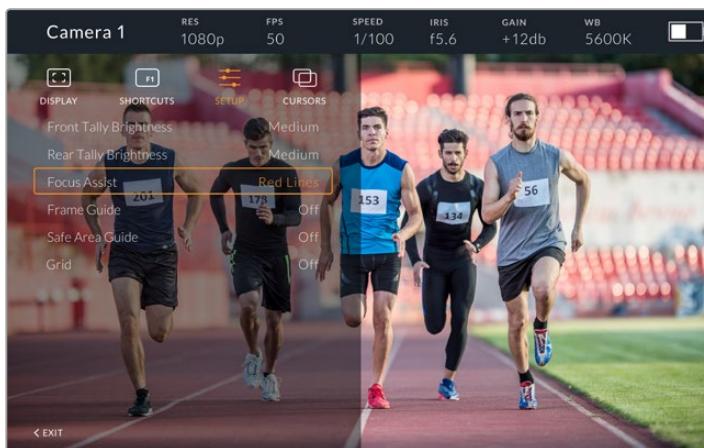 Camera 1
RES FPS SPEED IRIS GAIN WB
1080p 50 1/100 f5.6 +12db 5600K
F1
DISPLAY SHORTCUTS SETUP CURSORS
Front Tally Brightness Medium
Rear Tally Brightness Medium
Focus Assist Red Lines
Frame Guide Off
Safe Area Guide Off
Grid Off
201 178 153 134 56
< EXIT